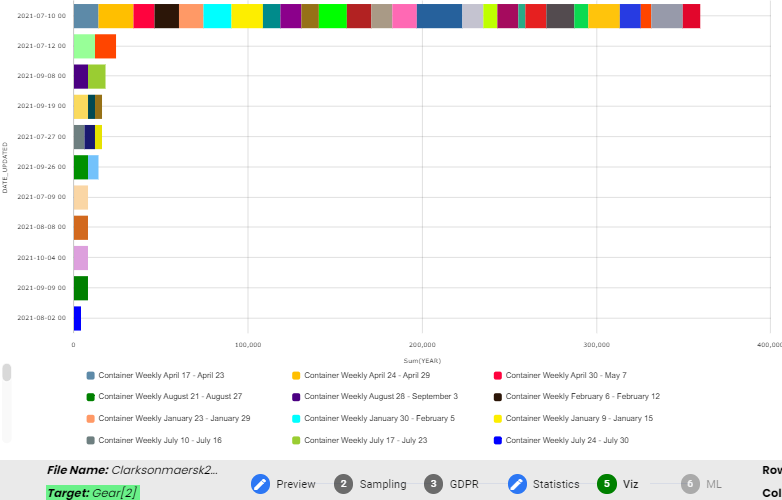 2021-07-10 00
2021-07-12 00
2021-09-08 00
2021-09-19 00
2021-07-27 00
2021-09-26 00
2021-07-09 00
2021-08-08 00
2021-10-04 00
2021-09-09 00
2021-08-02 00
DATE_UPDATED
0 100,000 200,000 300,000 400,000
Sum(YEAR)
Container Weekly April 17 - April 23 Container Weekly April 24 - April 29 Container Weekly April 30 - May 7
Container Weekly August 21 - August 27 Container Weekly August 28 - September 3 Container Weekly February 6 - February 12
Container Weekly January 23 - January 29 Container Weekly January 30 - February 5 Container Weekly January 9 - January 15
Container Weekly July 10 - July 16 Container Weekly July 17 - July 23 Container Weekly July 24 - July 30
File Name: Clarksonmaersk2...
Target: Gear[2]
Preview 2 Sampling 3 GDPR Statistics 5 Viz 6 ML
Row
Col